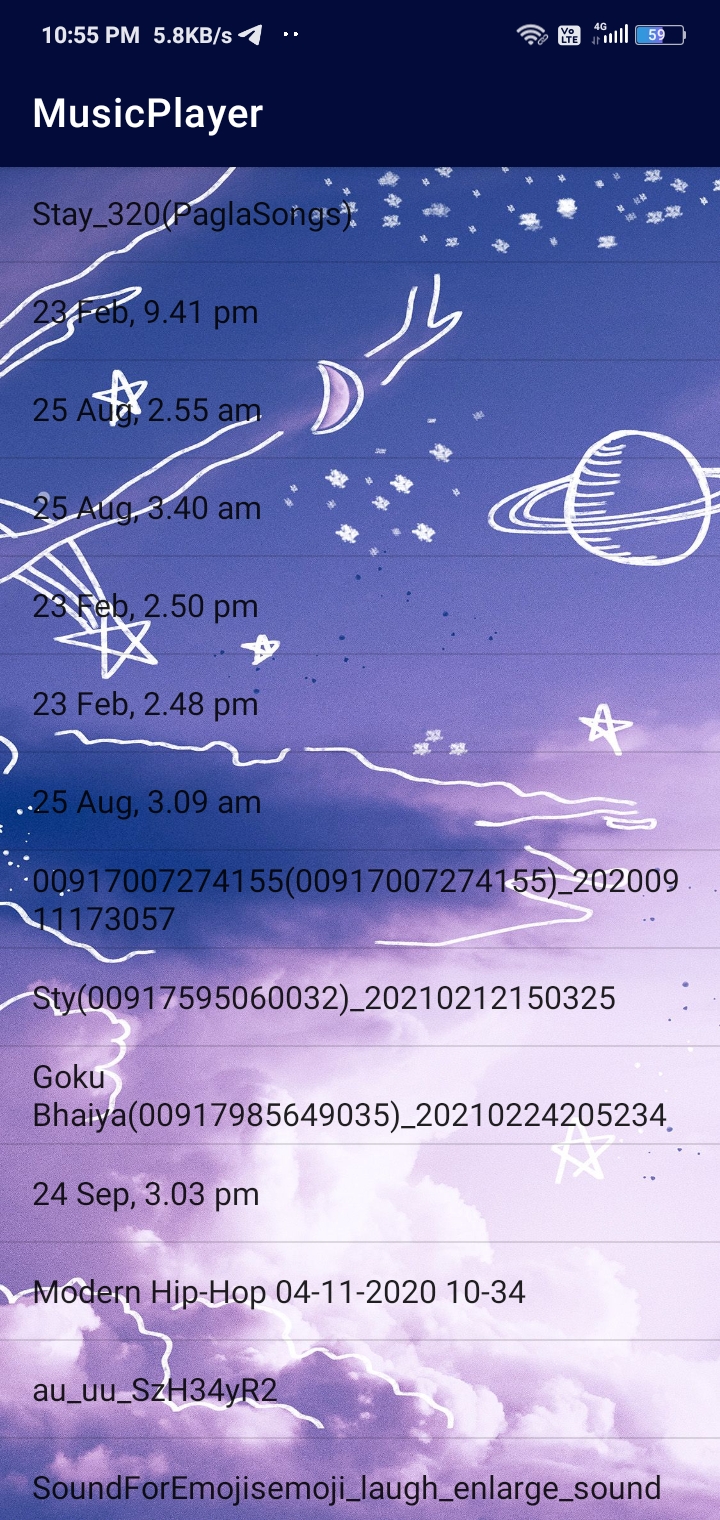 10:55 PM 5.8KB/s
Vo LTE 4G 59
MusicPlayer
Stay_320(PaglaSongs)
23 Feb, 9.41 pm
25 Aug, 2.55 am
25 Aug, 3.40 am
23 Feb, 2.50 pm
23 Feb, 2.48 pm
25 Aug, 3.09 am
00917007274155(00917007274155)_202009
11173057
Sty(00917595060032)_20210212150325
Goku
Bhaiya(00917985649035)_20210224205234
24 Sep, 3.03 pm
Modern Hip-Hop 04-11-2020 10-34
au_uu_SzH34yR2
SoundForEmojisemoji_laugh_enlarge_sound